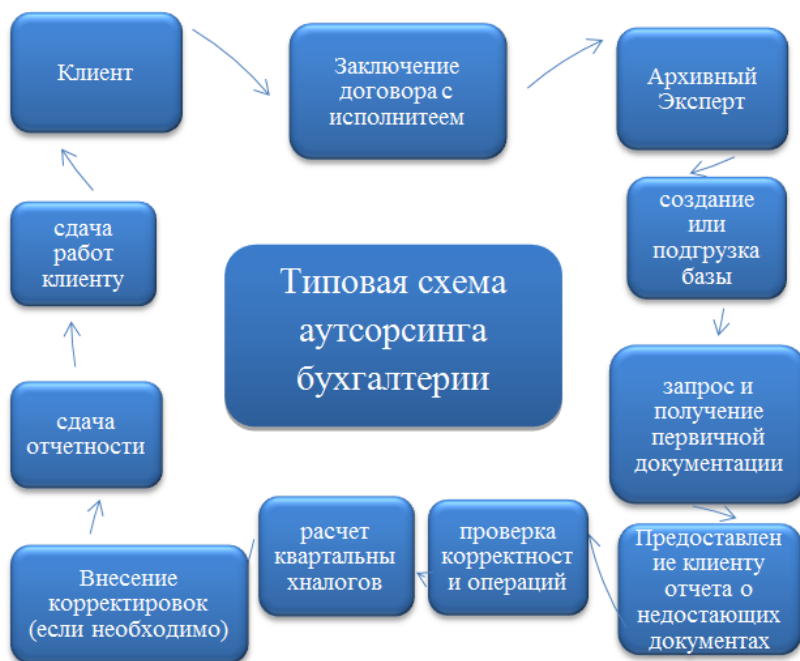 Клиент
Заключение
договора с
исполнитеем
Архивный
Эксперт
создание
или
подгрузка
базы
запрос и
получение
первичной
документации
Предоставлен
ие клиенту
отчета о
недостающих
документах
проверка
корректност
и операций
расчет
квартальны
хналогов
Внесение
корректировок
(если необходимо)
сдача
отчетности
сдача
работ
клиенту
Типовая схема
аутсорсинга
бухгалтерии